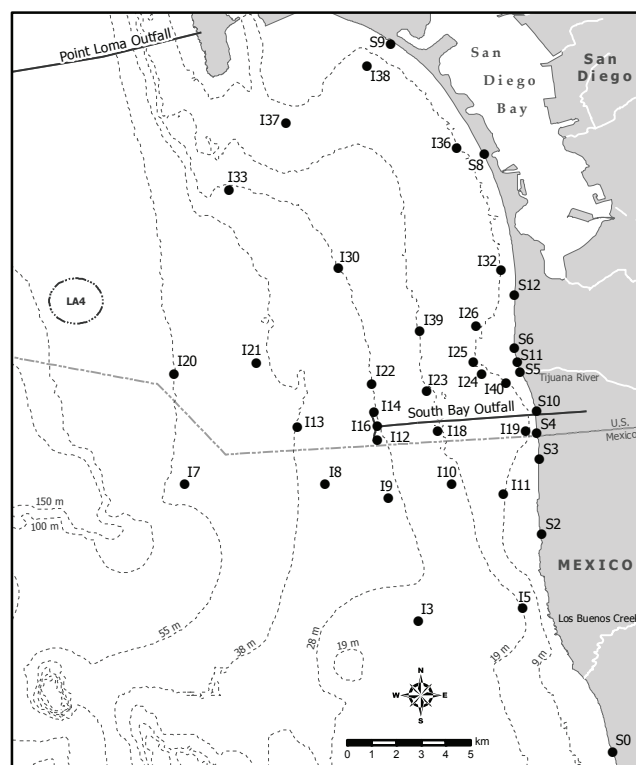 Point Loma Outfall
S9
San
Diego
Bay
San
Diego
I38
I37
I36
S8
I33
I30
I32
S12
LA4
I39
I26
S6
I21
I25
S11
I20
I24
S5
Tijuana River
I22
I23
I40
I14
South Bay Outfall
S10
I13
I16
I18
I19
S4
U.S.
Mexico
I12
S3
I7
I8
I10
I9
I11
150 m
100 m
S2
MEXICO
I5
I3
Los Buenos Creek
55 m
38 m
28 m
19 m
19 m
9 m
N
W
E
S
0 1 2 3 4 5
km
S0